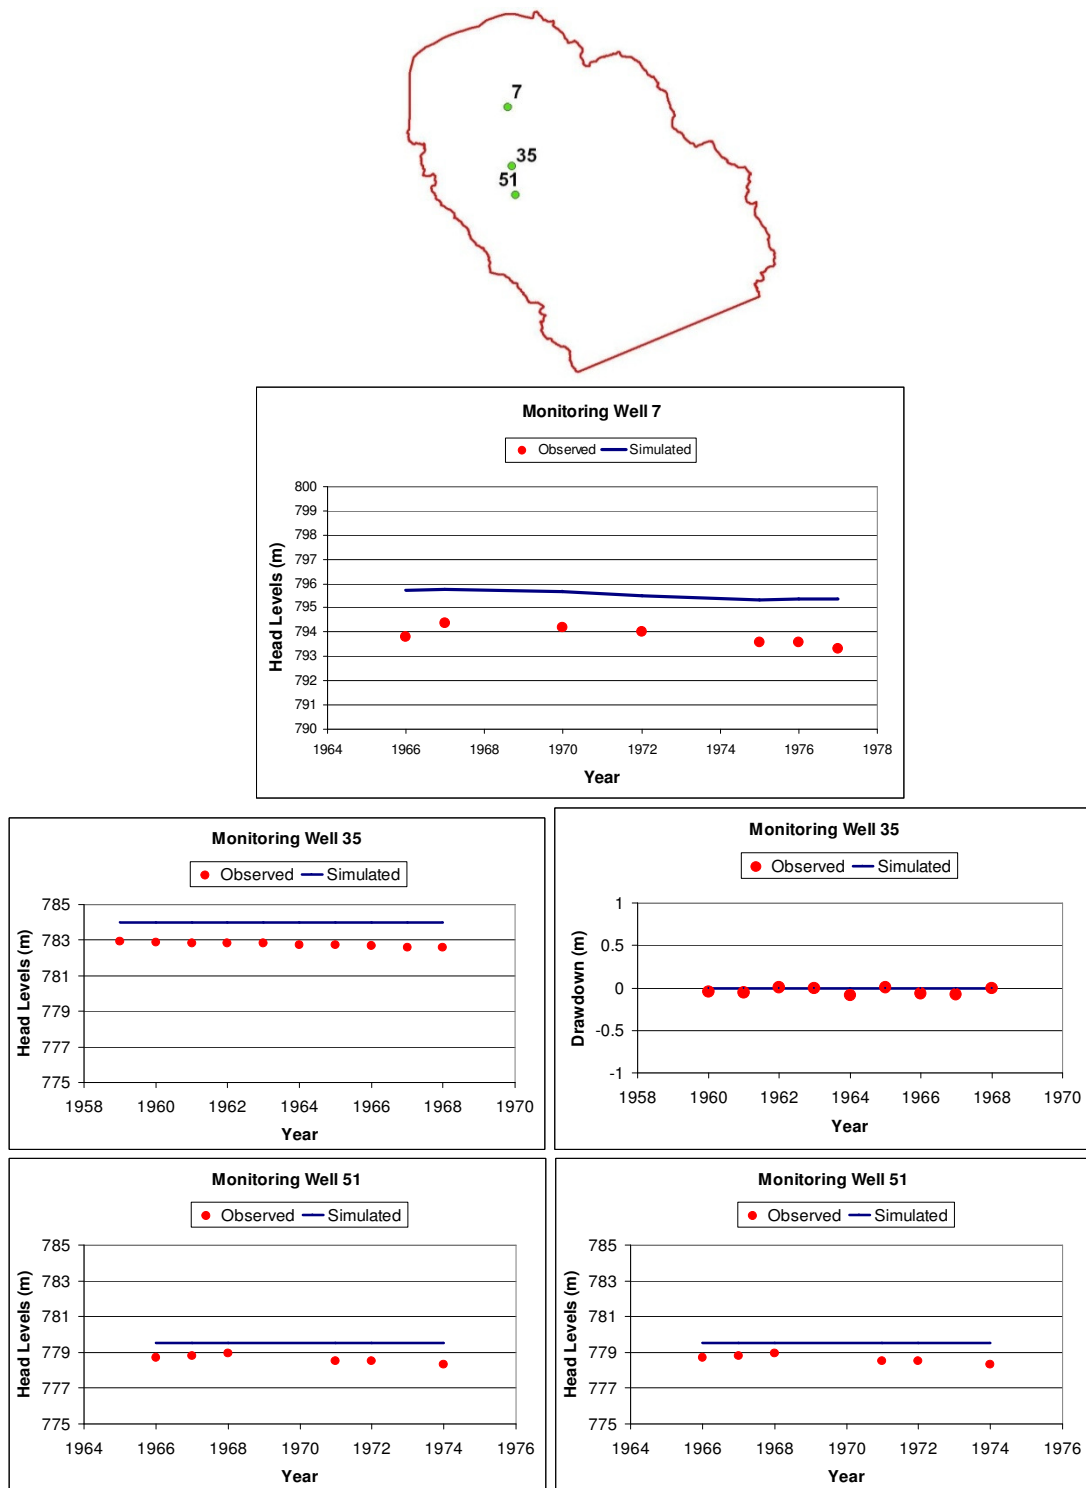 7
35
51
Monitoring Well 7
Observed Simulated
Head Levels (m)
800
799
798
797
796
795
794
793
792
791
790
1964 1966 1968 1970 1972 1974 1976 1978
Year
Monitoring Well 35
Observed Simulated
Head Levels (m)
785
783
781
779
777
775
1958 1960 1962 1964 1966 1968 1970
Year
Monitoring Well 35
Observed Simulated
Drawdown (m)
1
0.5
0
-0.5
-1
1958 1960 1962 1964 1966 1968 1970
Year
Monitoring Well 51
Observed Simulated
Head Levels (m)
785
783
781
779
777
775
1964 1966 1968 1970 1972 1974 1976
Year
Monitoring Well 51
Observed Simulated
Head Levels (m)
785
783
781
779
777
775
1964 1966 1968 1970 1972 1974 1976
Year